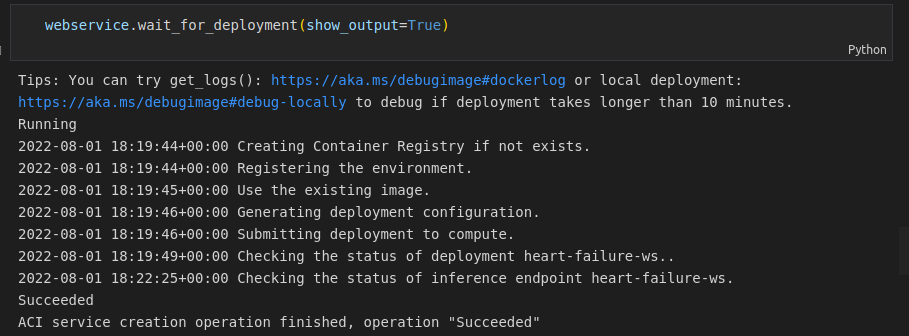 webservice.wait_for_deployment(show_output=True)
Python
Tips: You can try get_logs(): https://aka.ms/debugimage#dockerlog or local deployment:
https://aka.ms/debugimage#debug-locally to debug if deployment takes longer than 10 minutes.
Running
2022-08-01 18:19:44+00:00 Creating Container Registry if not exists.
2022-08-01 18:19:44+00:00 Registering the environment.
2022-08-01 18:19:45+00:00 Use the existing image.
2022-08-01 18:19:46+00:00 Generating deployment configuration.
2022-08-01 18:19:46+00:00 Submitting deployment to compute.
2022-08-01 18:19:49+00:00 Checking the status of deployment heart-failure-ws..
2022-08-01 18:22:25+00:00 Checking the status of inference endpoint heart-failure-ws.
Succeeded
ACI service creation operation finished, operation "Succeeded"